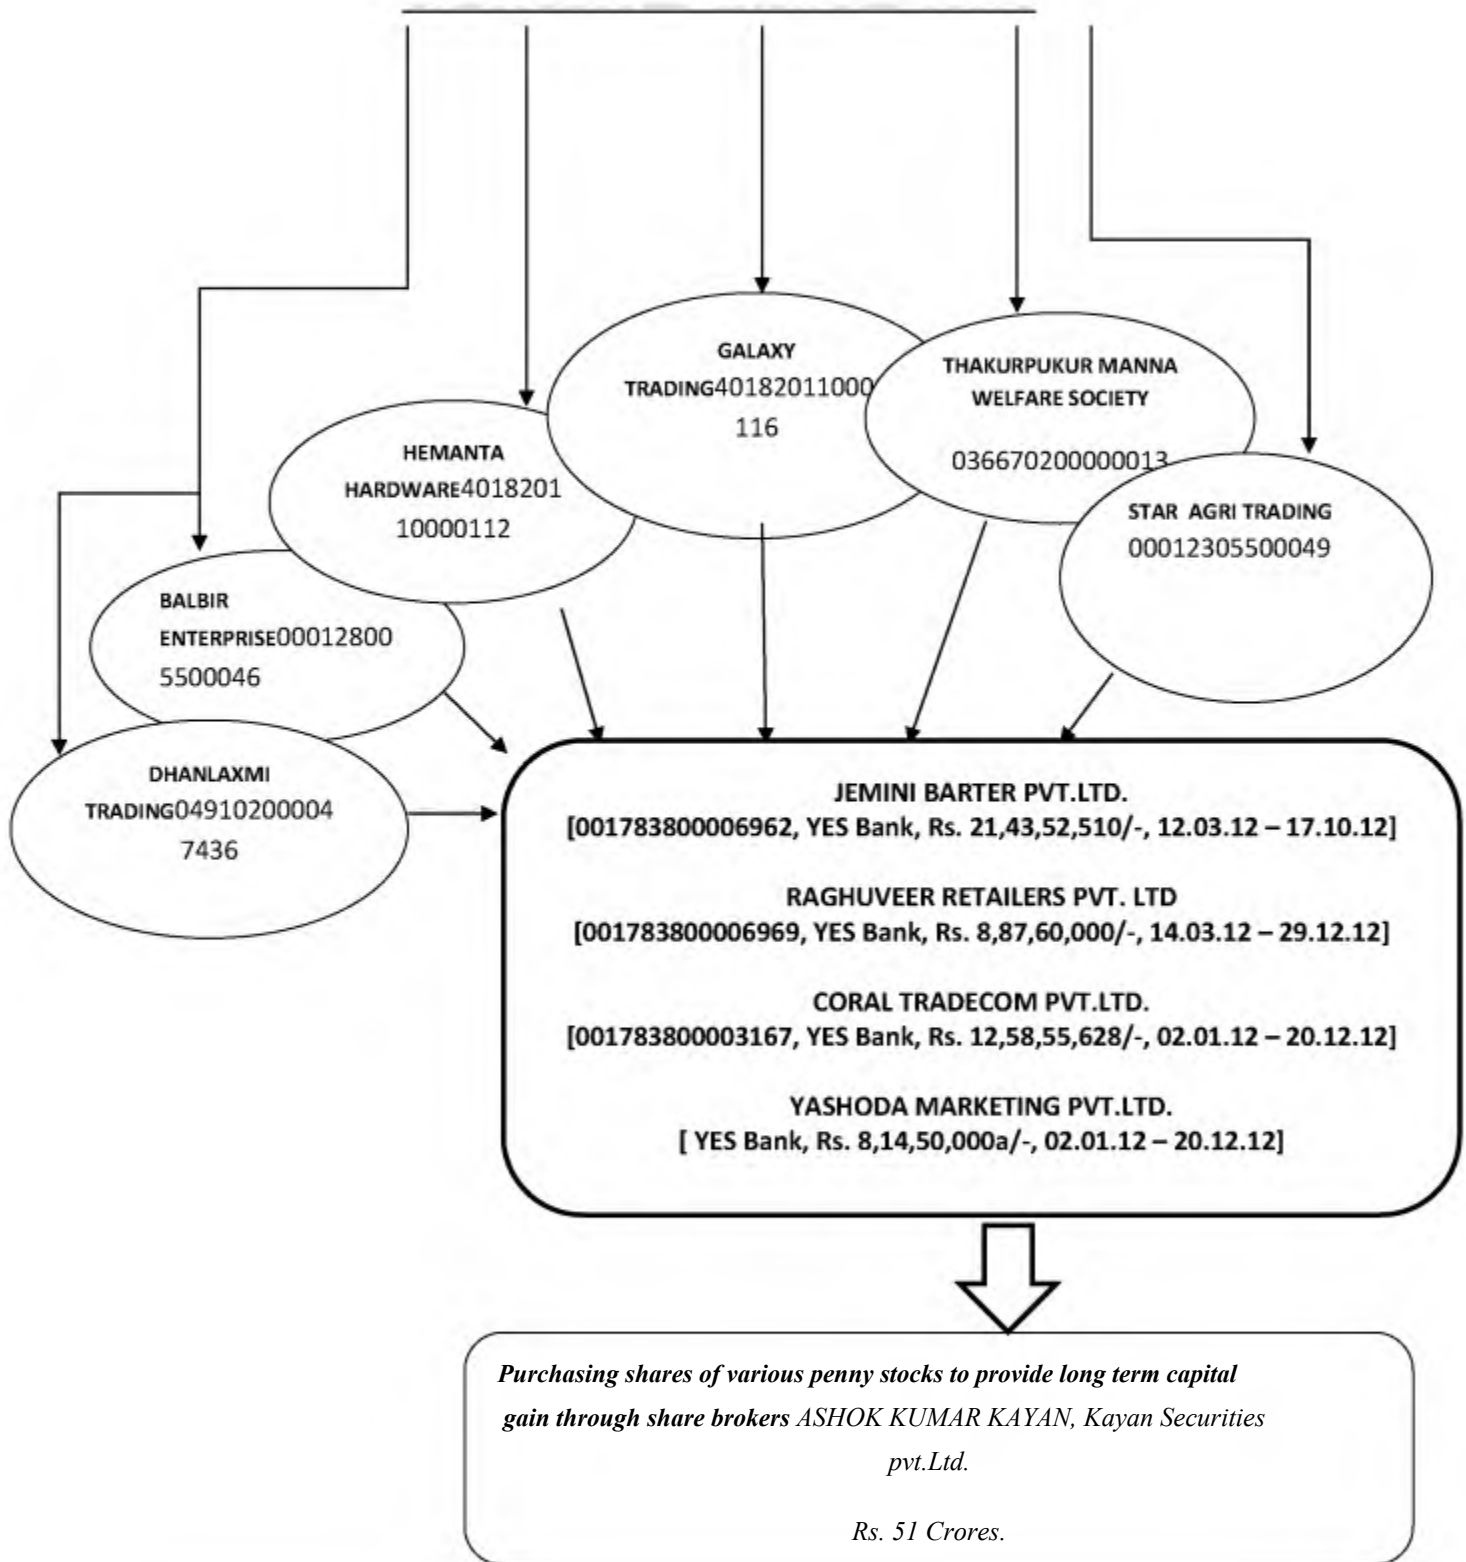 GALAXY
TRADING40182011000
116
THAKURPUKUR MANNA
WELFARE SOCIETY
036670200000013
HEMANTA
HARDWARE4018201
10000112
STAR AGRI TRADING
00012305500049
BALBIR
ENTERPRISE00012800
5500046
DHANLAXMI
TRADING04910200004
7436
JEMINI BARTER PVT.LTD.
[001783800006962, YES Bank, Rs. 21,43,52,510/-, 12.03.12 – 17.10.12]
RAGHUVEER RETAILERS PVT. LTD
[001783800006969, YES Bank, Rs. 8,87,60,000/-, 14.03.12 – 29.12.12]
CORAL TRADECOM PVT.LTD.
[001783800003167, YES Bank, Rs. 12,58,55,628/-, 02.01.12 – 20.12.12]
YASHODA MARKETING PVT.LTD.
[ YES Bank, Rs. 8,14,50,000a/-, 02.01.12 – 20.12.12]
Purchasing shares of various penny stocks to provide long term capital
gain through share brokers ASHOK KUMAR KAYAN, Kayan Securities
pvt.Ltd.
Rs. 51 Crores.